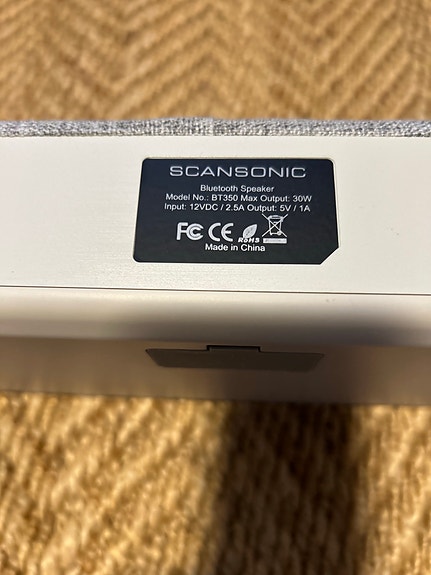 SCANSONIC
Bluetooth Speaker
Model No.: BT350 Max Output: 30W
Input: 12VDC / 2.5A Output: 5V / 1A
FC CE RoHS
Made in China